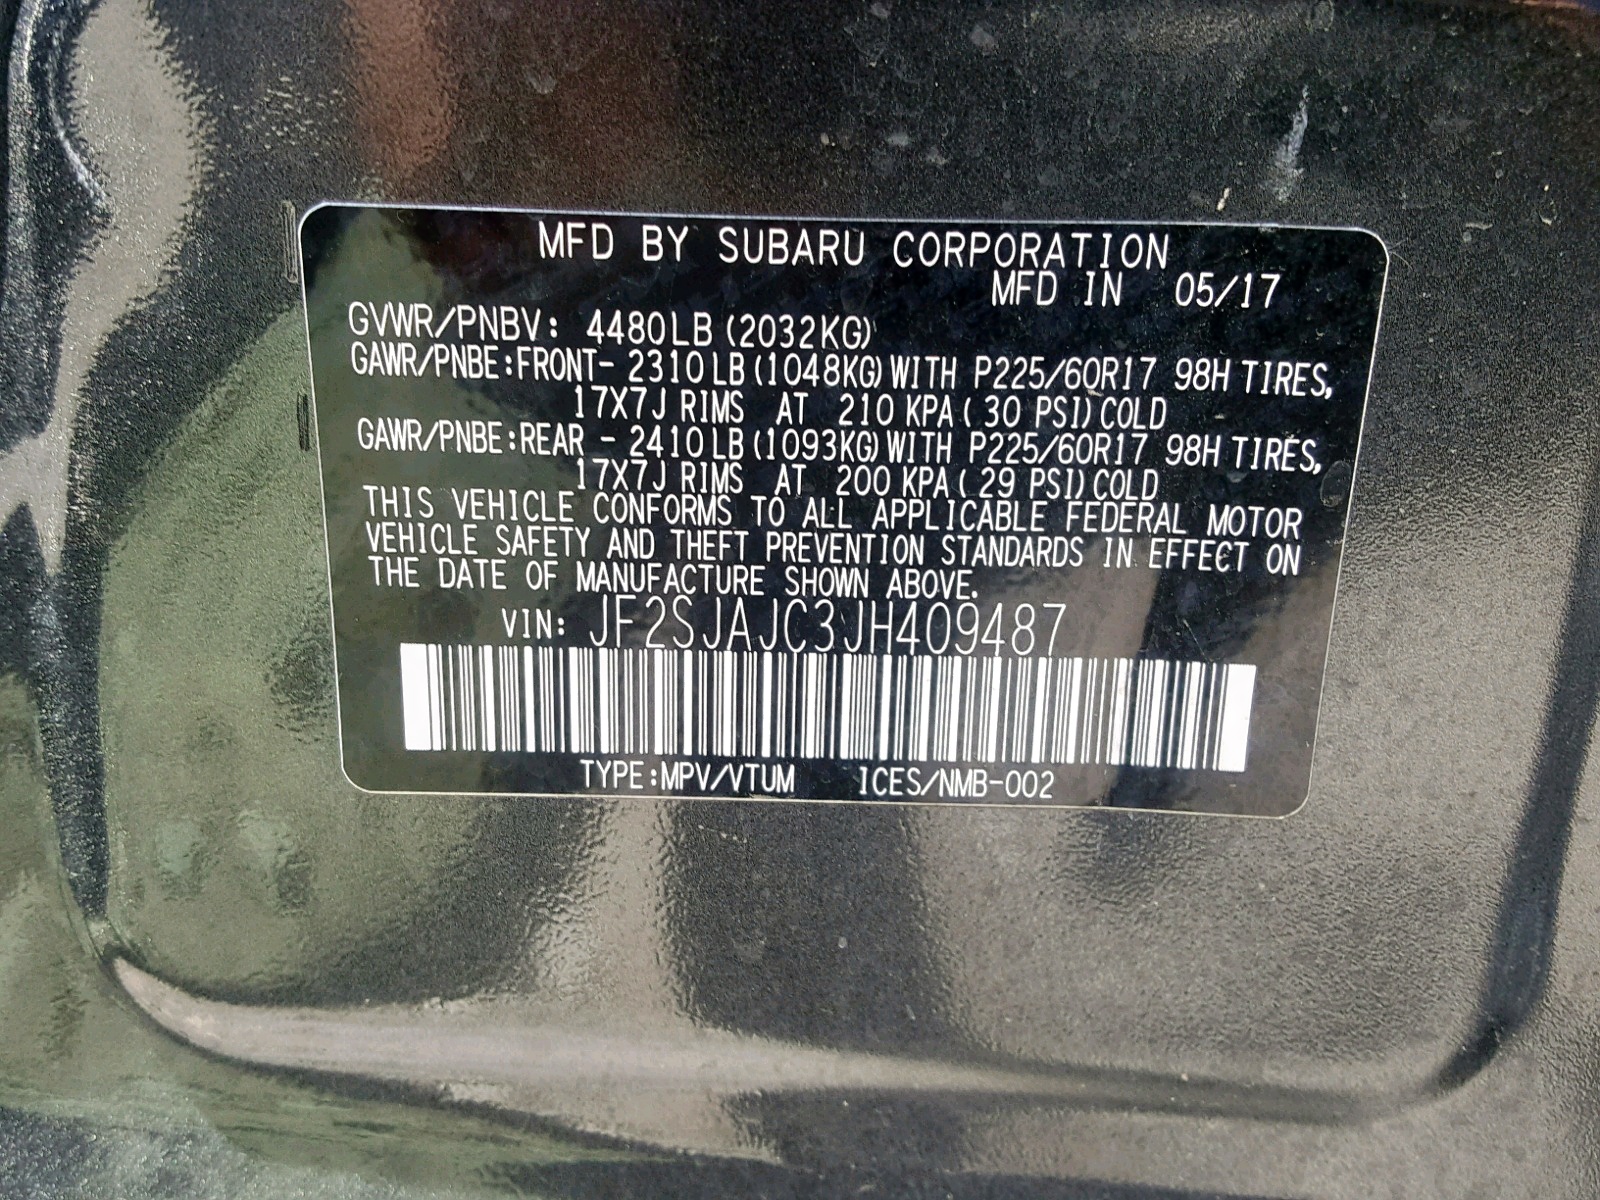 MFD BY SUBARU CORPORATION
MFD IN 05/17
GVWR/PNBV: 4480LB (2032KG)
GAWR/PNBE:FRONT- 2310LB (1048KG) WITH P225/60R17 98H TIRES,
17X7J RIMS AT 210 KPA ( 30 PSI) COLD
GAWR/PNBE:REAR - 2410LB (1093KG) WITH P225/60R17 98H TIRES,
17X7J RIMS AT 200 KPA ( 29 PSI) COLD
THIS VEHICLE CONFORMS TO ALL APPLICABLE FEDERAL MOTOR
VEHICLE SAFETY AND THEFT PREVENTION STANDARDS IN EFFECT ON
THE DATE OF MANUFACTURE SHOWN ABOVE.
VIN: JF2SJAJC3JH409487
TYPE:MPV/VTUM ICES/NMB-002